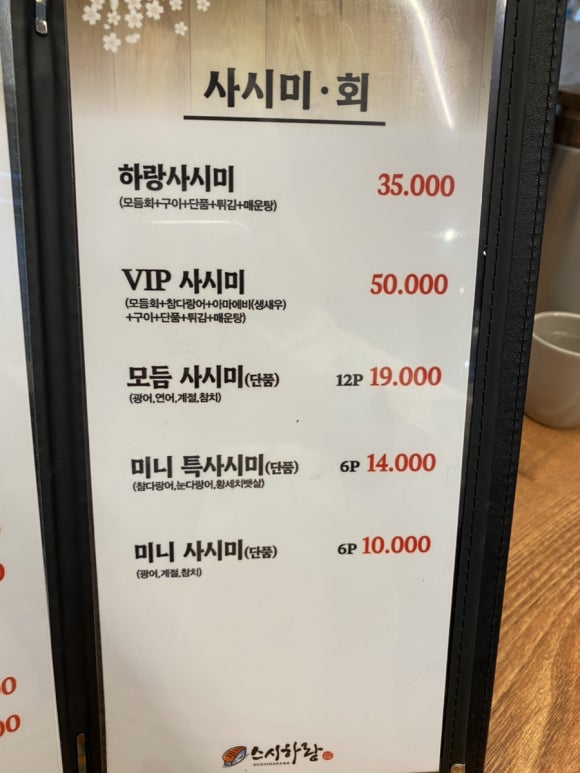 사시미·회
하랑사시미 35.000
(모듬회+구이+단품+튀김+매운탕)
VIP 사시미 50.000
(모듬회+참다랑어+아마에비(생새우)
+구이+단품+튀김+매운탕)
모듬 사시미(단품) 12P 19.000
(광어,연어,계절,참치)
미니 특사시미(단품) 6P 14.000
(참다랑어,눈다랑어,황세치뱃살)
미니 사시미(단품) 6P 10.000
(광어,계절,참치)
스시하랑
SUSHIHARANG